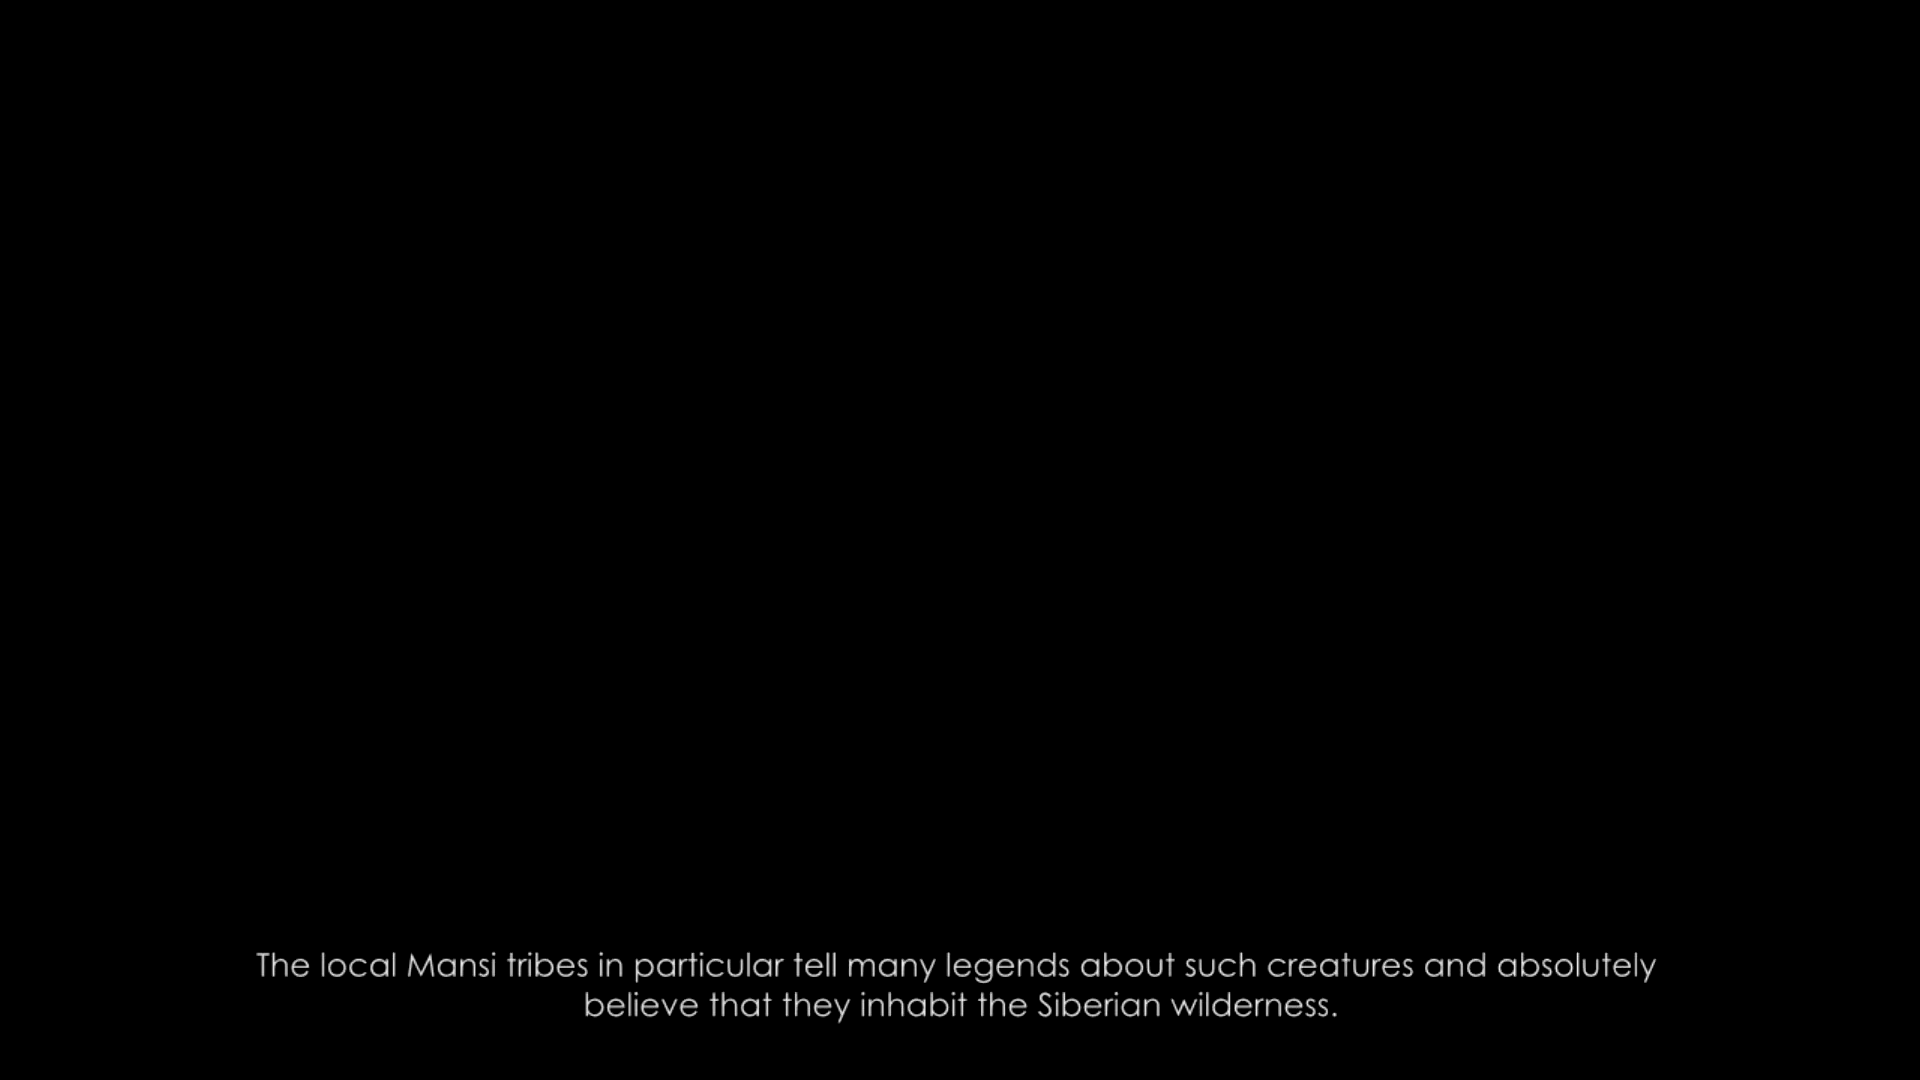 The local Mansi tribes in particular tell many legends about such creatures and absolutely
believe that they inhabit the Siberian wilderness.